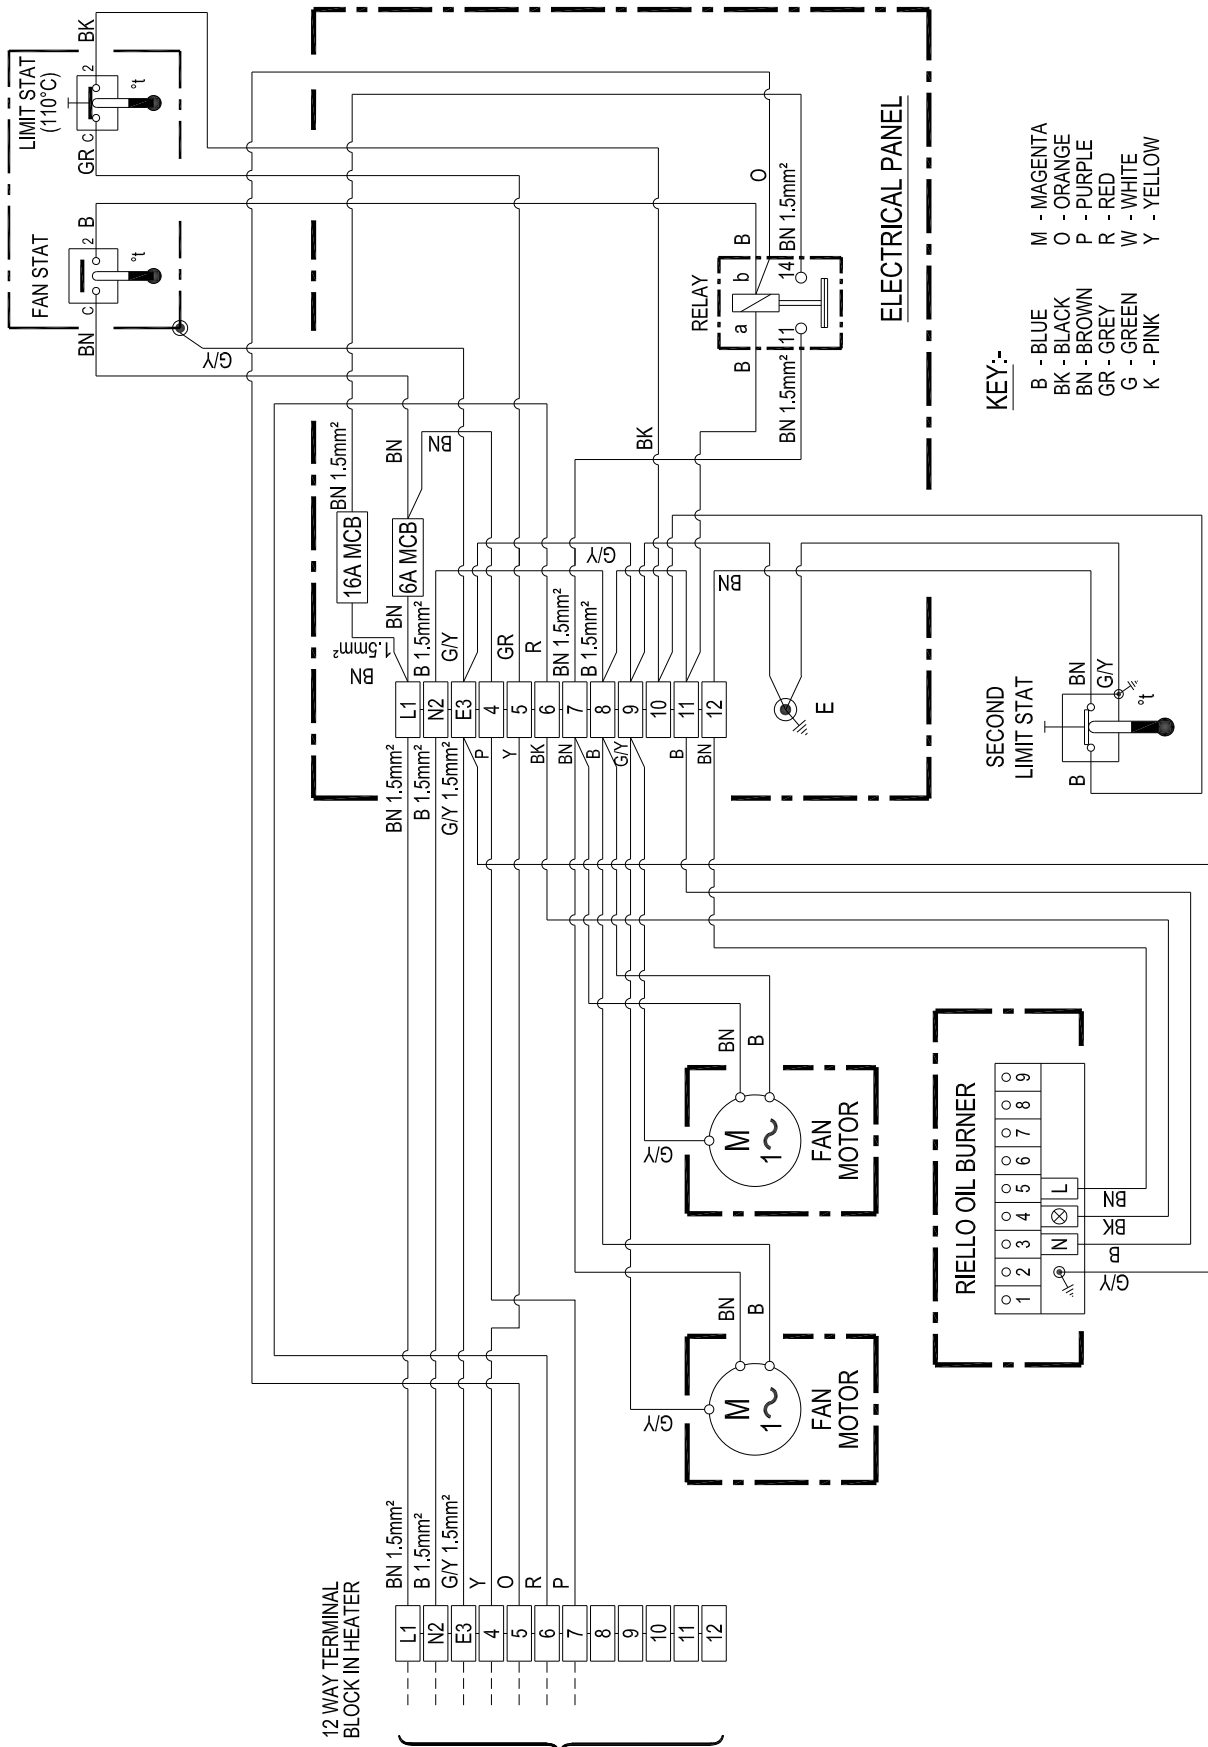 12 WAY TERMINAL
BLOCK IN HEATER
L1
N2
E3
4
5
6
7
8
9
10
11
12
BN 1.5mm²
B 1.5mm²
G/Y 1.5mm²
Y
O
R
P
FAN
MOTOR
M
1
BN
B
G/Y
FAN
MOTOR
M
1
BN
B
G/Y
RIELLO OIL BURNER
1
2
3
4
5
6
7
8
9
N
L
G/Y
B
BK
BN
BN 1.5mm²
B 1.5mm²
G/Y 1.5mm²
P
Y
BK
BN
B
G/Y
B
BN
L1
N2
E3
4
5
6
7
8
9
10
11
12
BN
1.5mm²
BN
B 1.5mm²
G/Y
GR
R
BN 1.5mm²
B 1.5mm²
16A MCB
6A MCB
BN 1.5mm²
BN
BN
G/Y
BK
BN
E
SECOND
LIMIT STAT
B
BN
G/Y
°t
RELAY
a
b
11
14
B
B
BN 1.5mm²
BN 1.5mm²
O
ELECTRICAL PANEL
FAN STAT
BN
C
2
B
°t
G/Y
LIMIT STAT
(110°C)
GR
C
2
BK
°t
KEY:-
B - BLUE
BK - BLACK
BN - BROWN
GR - GREY
G - GREEN
K - PINK
M - MAGENTA
O - ORANGE
P - PURPLE
R - RED
W - WHITE
Y - YELLOW